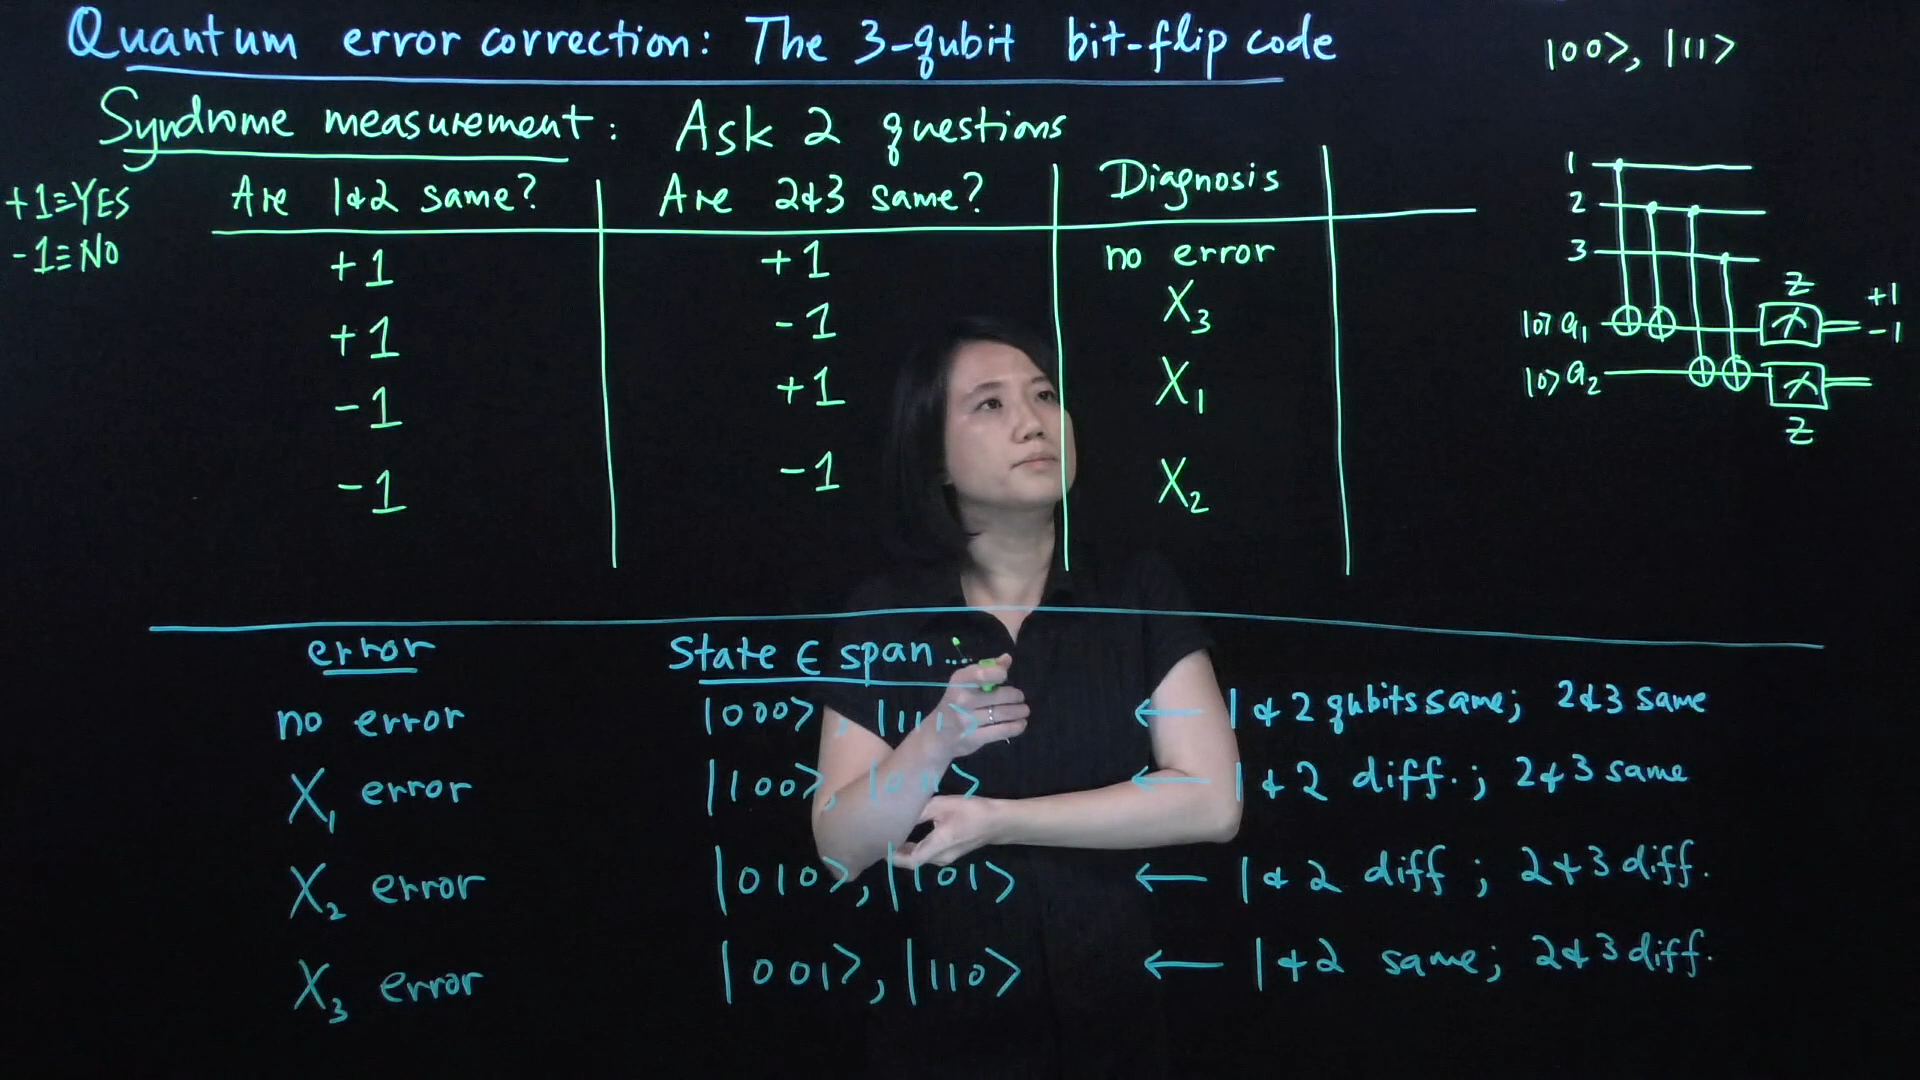 Quantum error correction: The 3-qubit bit-flip code
|00>, |11>
Syndrome measurement: Ask 2 questions
+1≡YES
-1≡NO
Are 1&2 same? Are 2&3 same? Diagnosis
+1 +1 no error
+1 -1 X₃
-1 +1 X₁
-1 -1 X₂
1
2
3
|0> a₁ Z +1 -1
|0> a₂ Z
error State ∈ span ...
no error |000>, |111> ← 1 & 2 qubits same; 2&3 same
X₁ error |100>, |011> ← 1 & 2 diff.; 2&3 same
X₂ error |010>, |101> ← 1 & 2 diff; 2&3 diff.
X₃ error |001>, |110> ← 1 & 2 same; 2&3 diff.